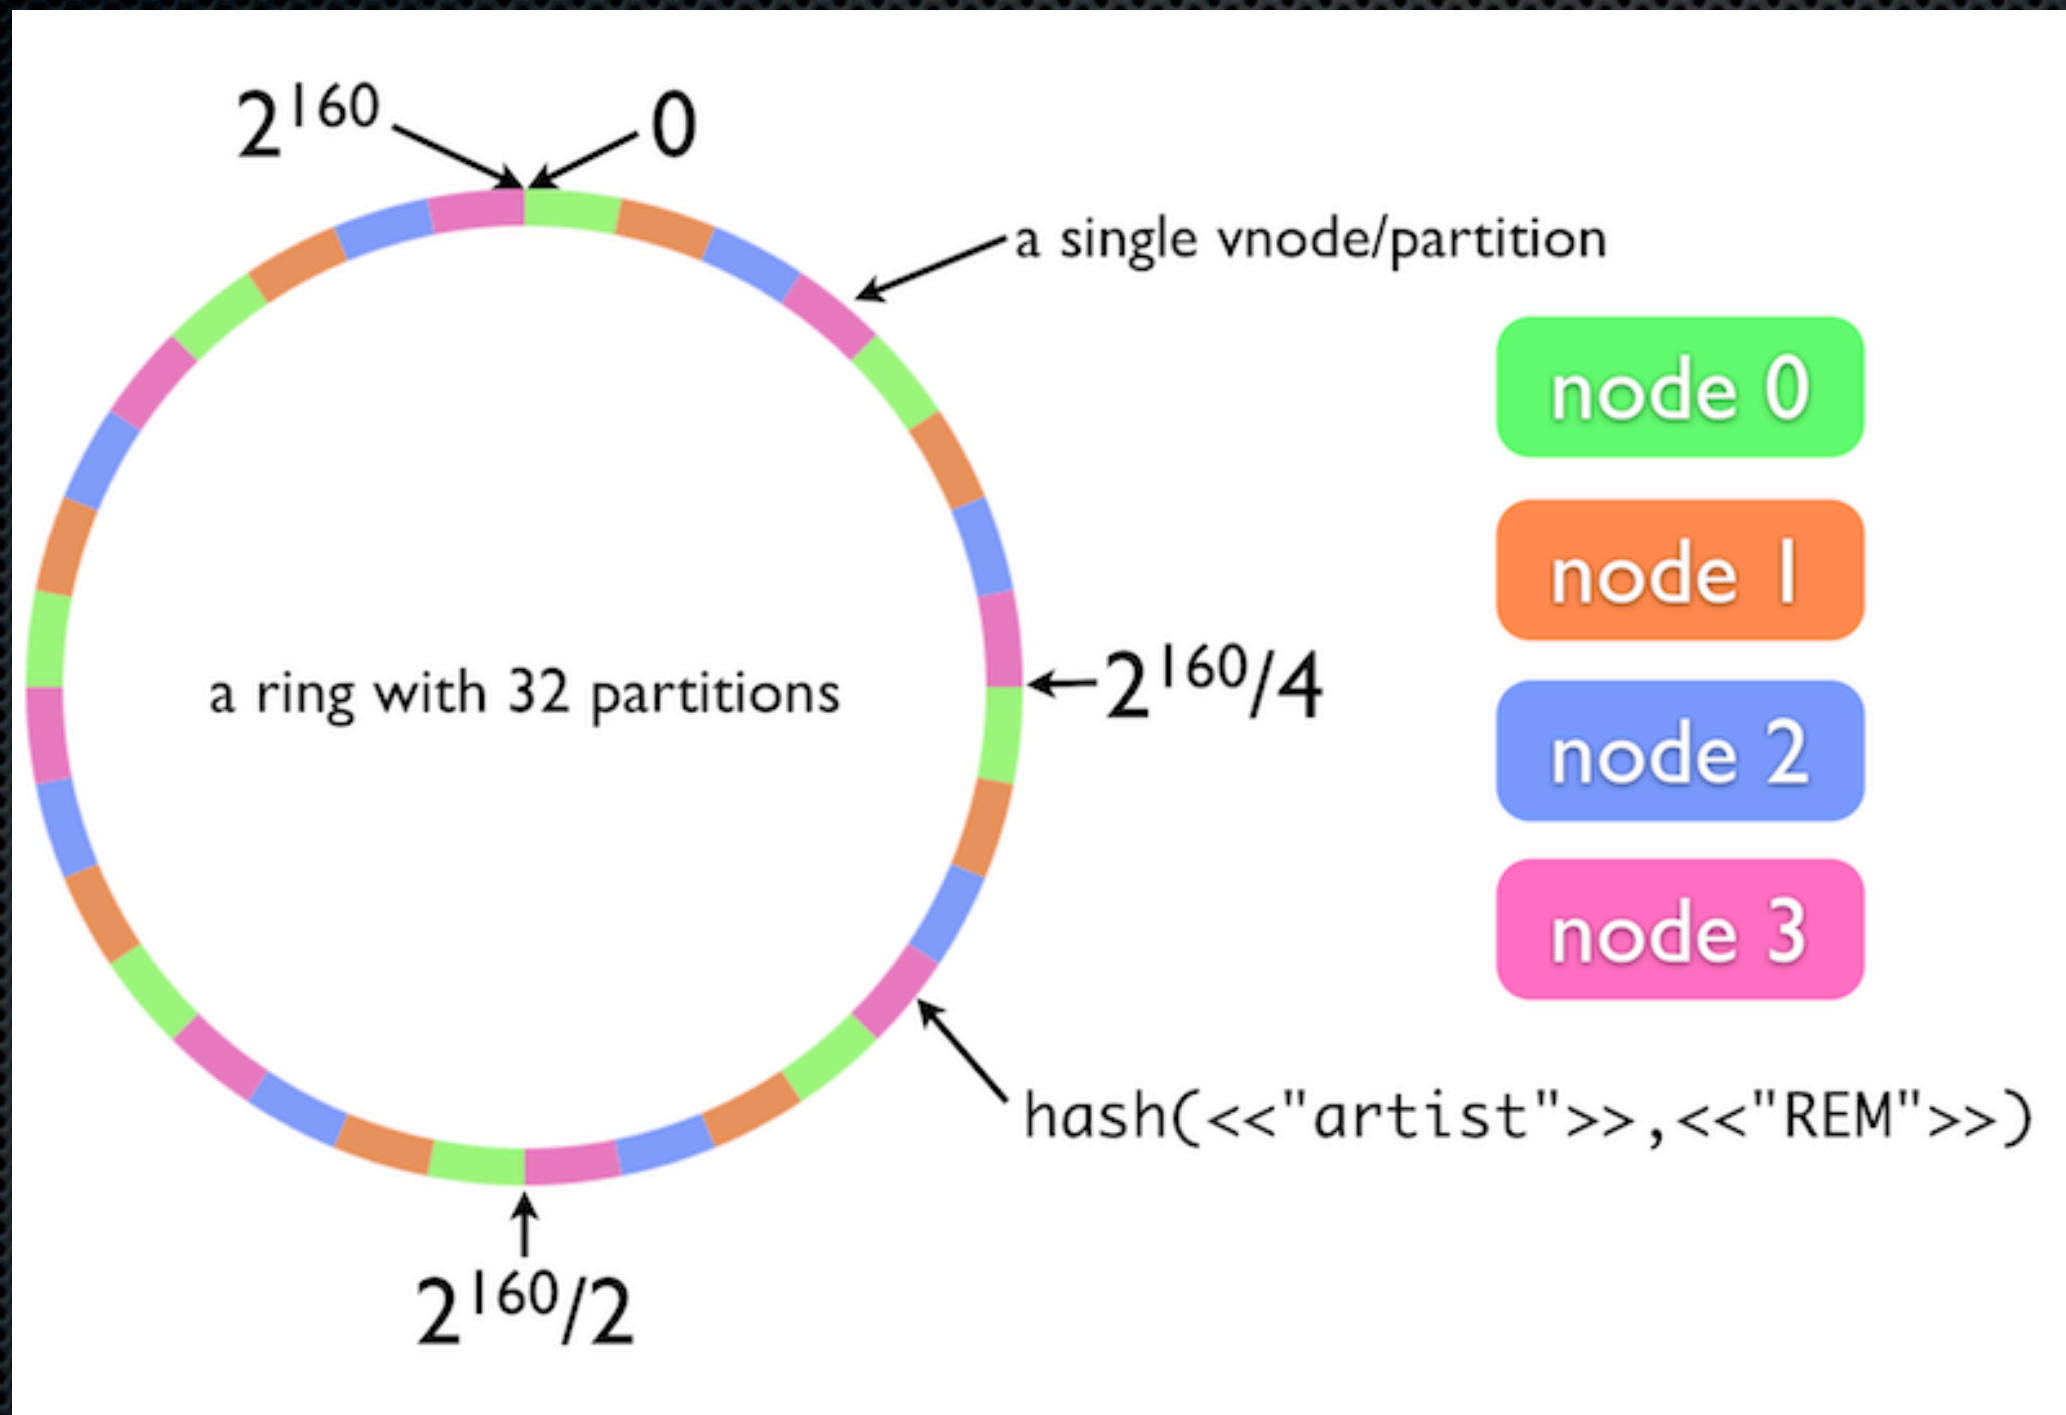 2¹⁶⁰
0
a single vnode/partition
node 0
node 1
a ring with 32 partitions
2¹⁶⁰/4
node 2
node 3
hash(<<"artist">>,<<"REM">>)
2¹⁶⁰/2